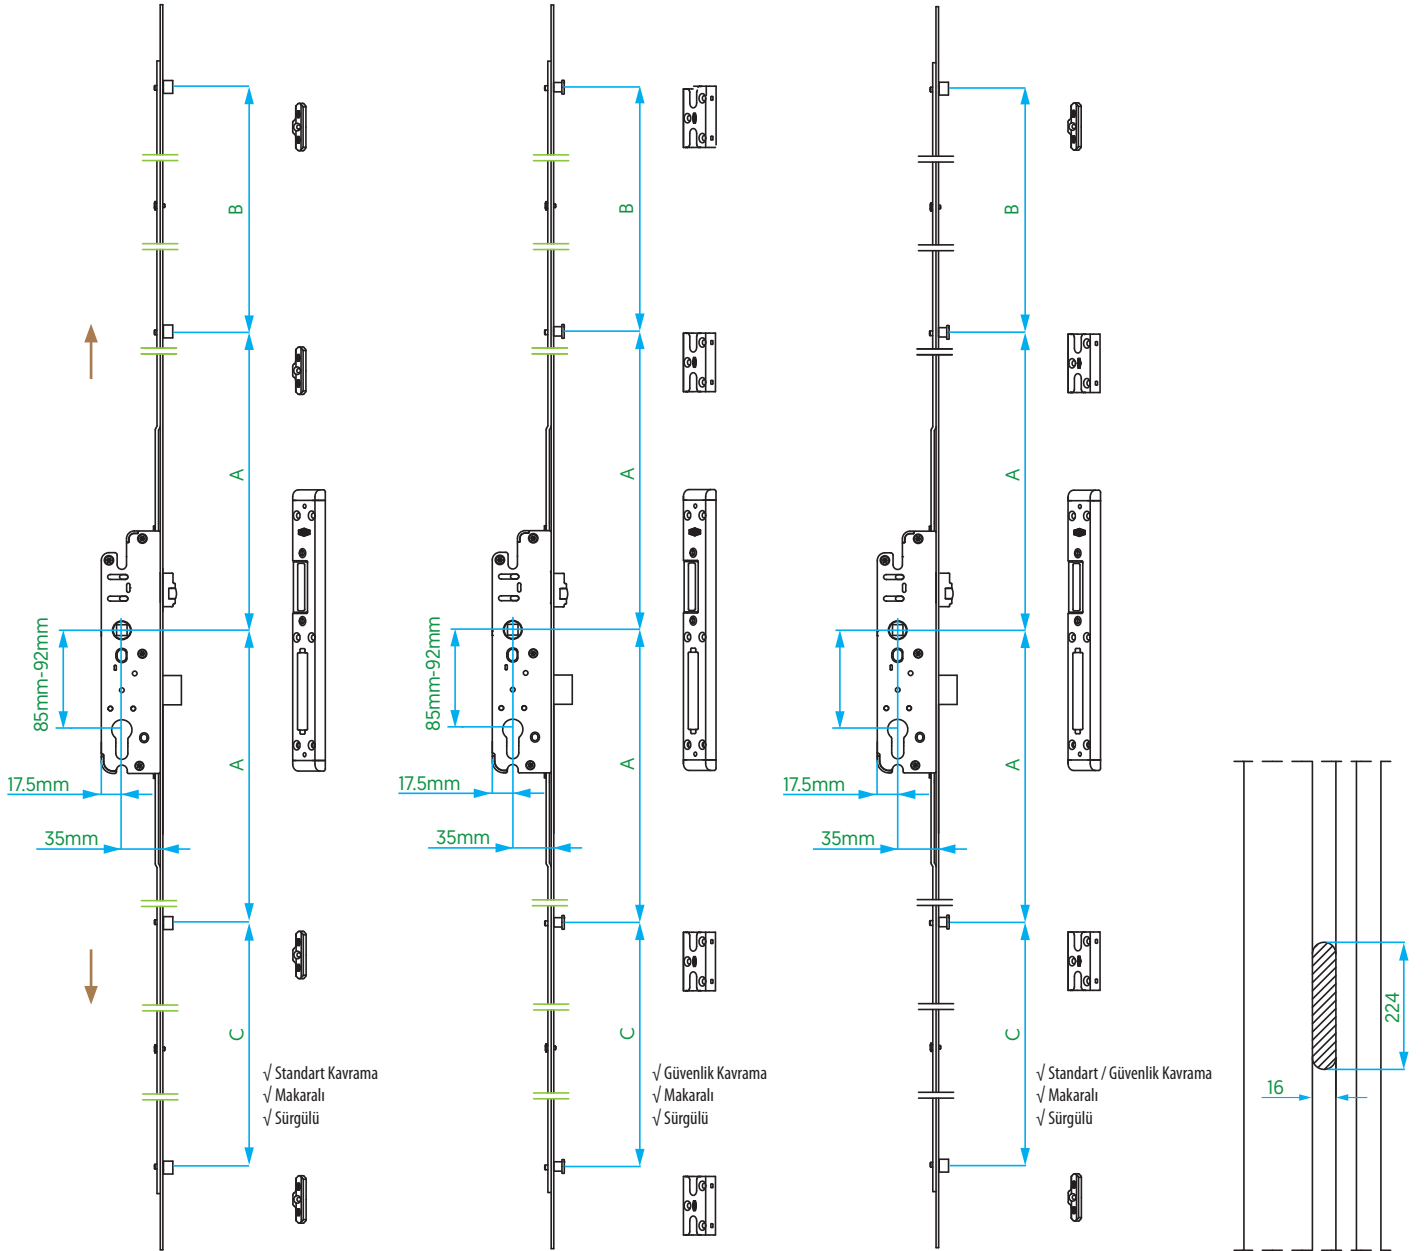 B
A
85mm-92mm
A
17.5mm
35mm
C
√ Standart Kavrama
√ Makaralı
√ Sürgülü
B
A
85mm-92mm
A
17.5mm
35mm
C
√ Güvenlik Kavrama
√ Makaralı
√ Sürgülü
B
A
A
17.5mm
35mm
C
√ Standart / Güvenlik Kavrama
√ Makaralı
√ Sürgülü
224
16